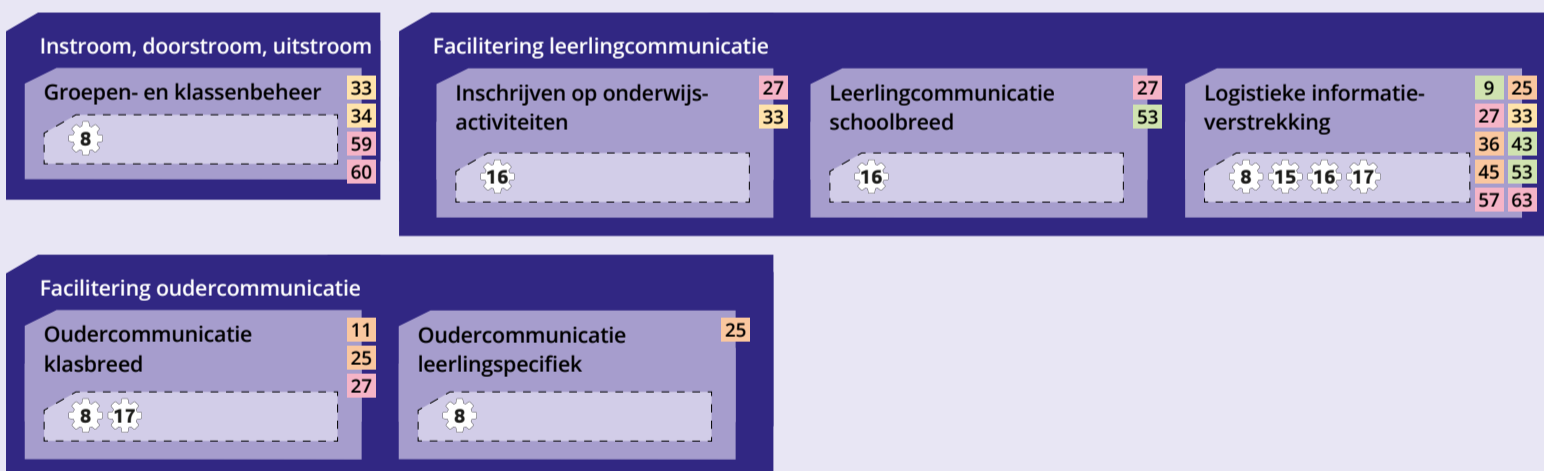 Instroom, doorstroom, uitstroom
Groepen- en klassenbeheer
33
34
59
60
8
Facilitering leerlingcommunicatie
Inschrijven op onderwijs-
activiteiten
27
33
16
Leerlingcommunicatie
schoolbreed
27
53
16
Logistieke informatie-
verstrekking
9 25
27 33
36 43
45 53
57 63
8 15 16 17
Facilitering oudercommunicatie
Oudercommunicatie
klasbreed
11
25
27
8 17
Oudercommunicatie
leerlingspecifiek
25
8